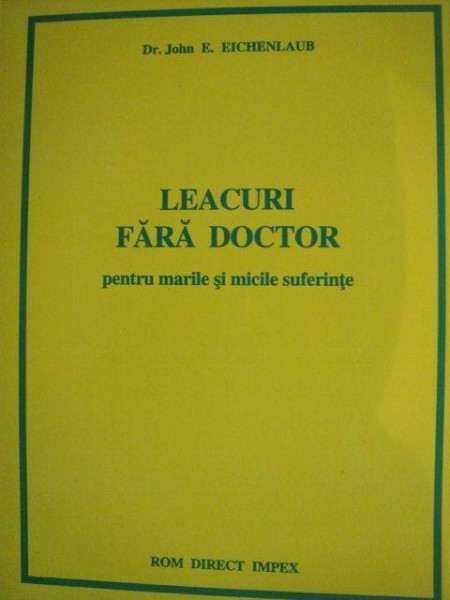 Dr. John E. EICHENLAUB
LEACURI
FĂRĂ DOCTOR
pentru marile şi micile suferinţe
ROM DIRECT IMPEX